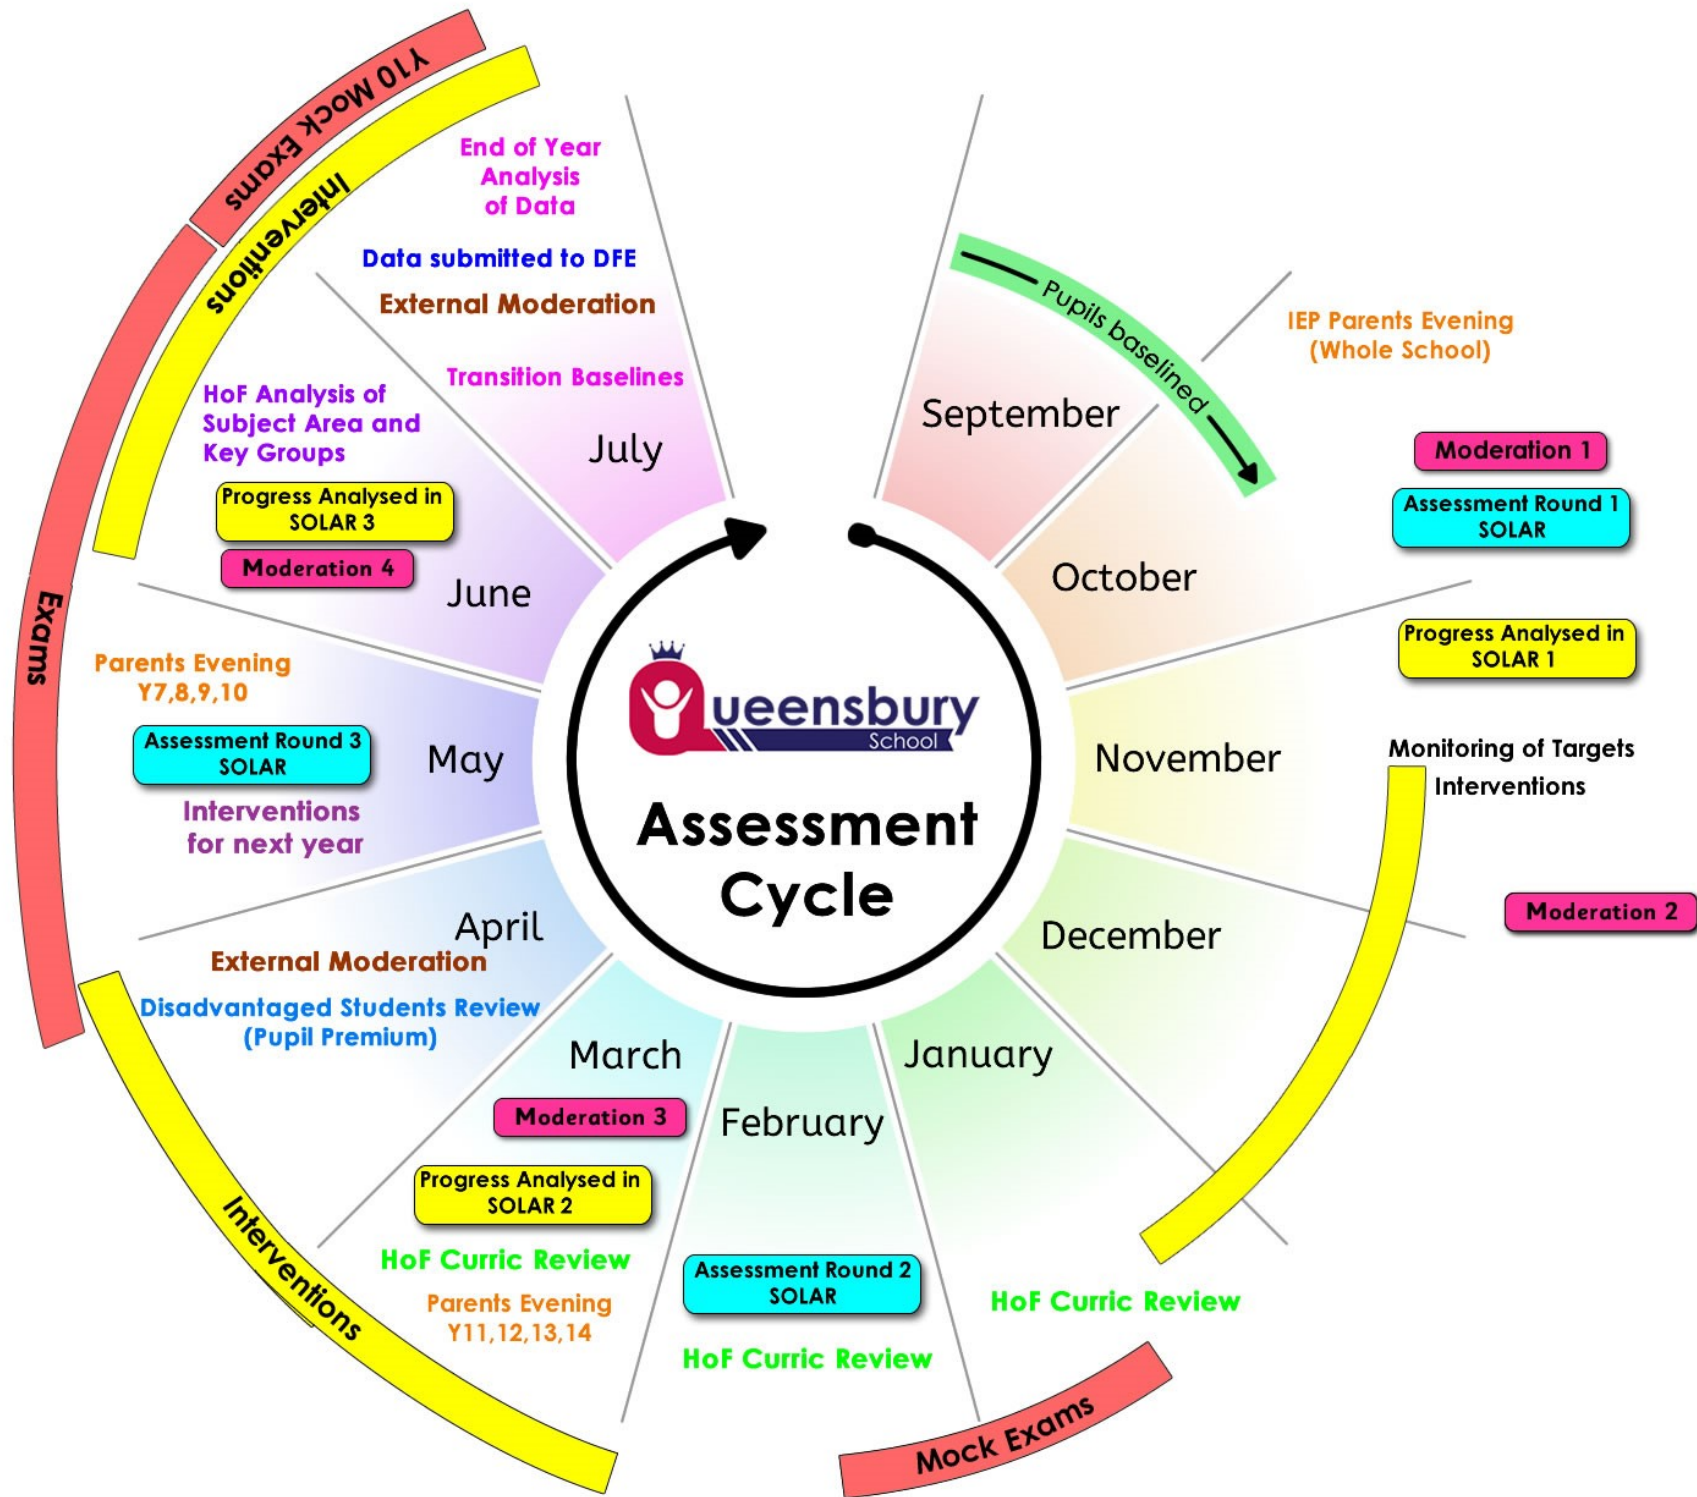 Queensbury
School
Assessment
Cycle
September
Pupils baselined
October
IEP Parents Evening
(Whole School)
Moderation 1
Assessment Round 1
SOLAR
November
Progress Analysed in
SOLAR 1
Monitoring of Targets
Interventions
December
Moderation 2
January
HoF Curric Review
Mock Exams
February
Assessment Round 2
SOLAR
HoF Curric Review
March
Moderation 3
Progress Analysed in
SOLAR 2
HoF Curric Review
Parents Evening
Y11,12,13,14
Interventions
April
External Moderation
Disadvantaged Students Review
(Pupil Premium)
May
Parents Evening
Y7,8,9,10
Assessment Round 3
SOLAR
Interventions
for next year
Exams
June
HoF Analysis of
Subject Area and
Key Groups
Progress Analysed in
SOLAR 3
Moderation 4
Interventions
Y10 Mock Exams
July
End of Year
Analysis
of Data
Data submitted to DFE
External Moderation
Transition Baselines